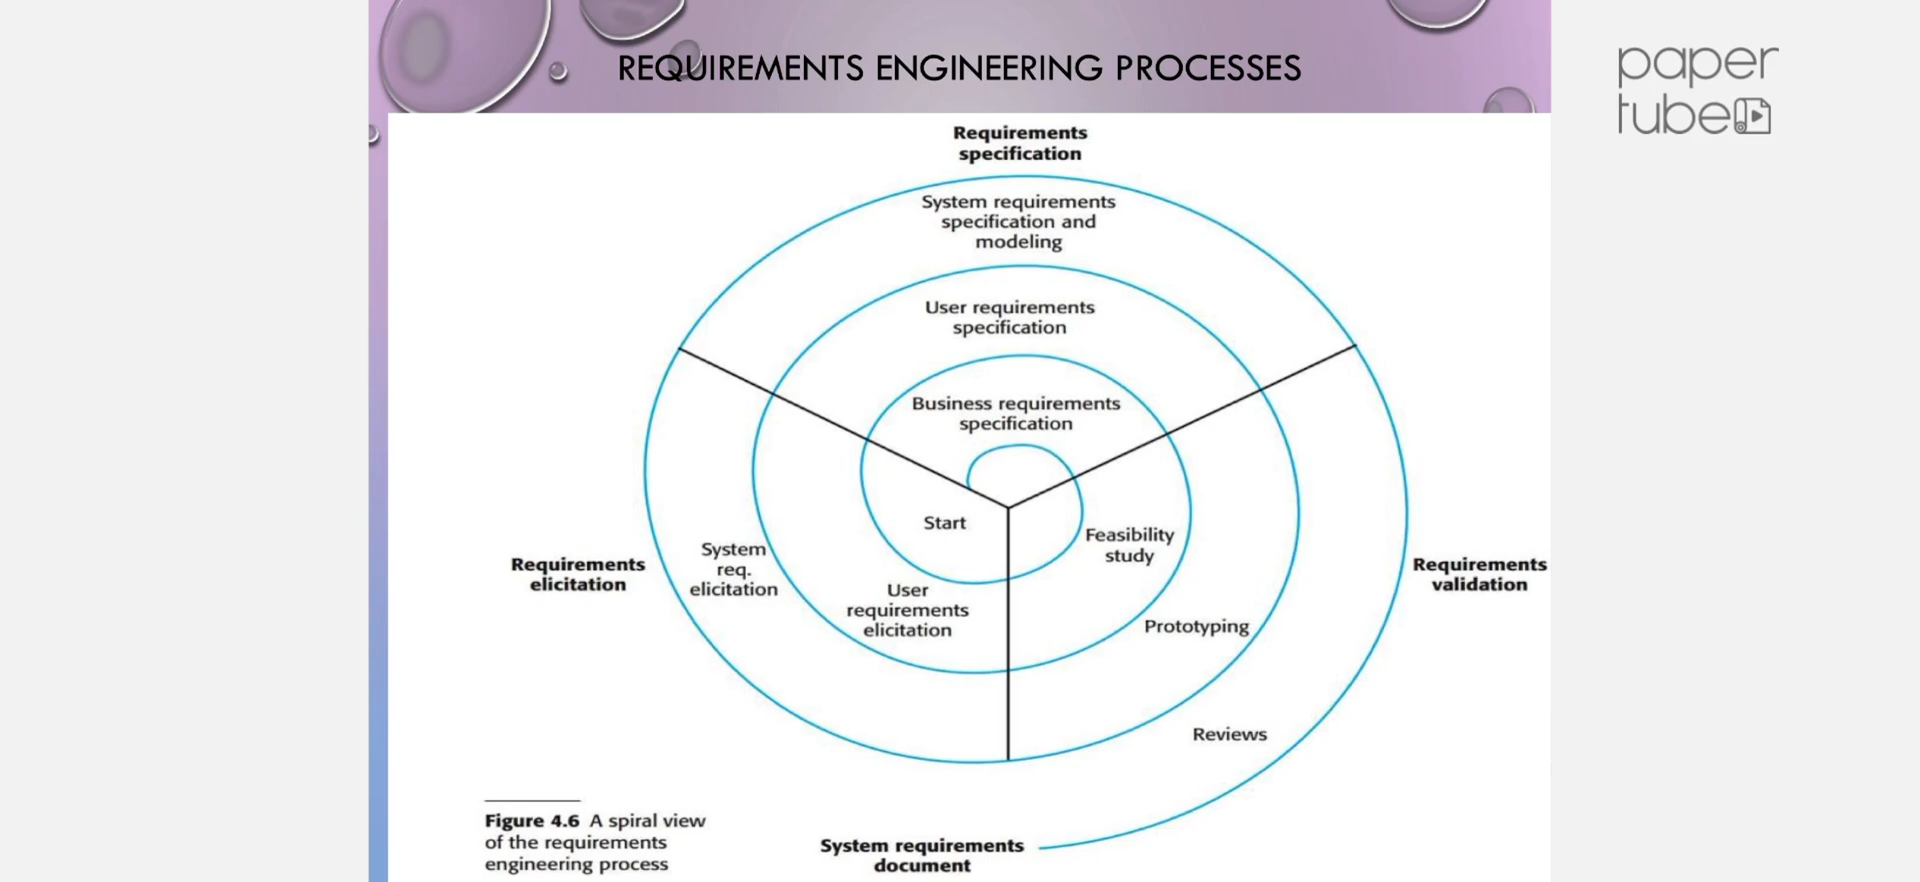 REQUIREMENTS ENGINEERING PROCESSES
paper
tube
Requirements
specification
System requirements
specification and
modeling
User requirements
specification
Business requirements
specification
Start
Feasibility
study
Requirements
elicitation
System
req.
elicitation
User
requirements
elicitation
Prototyping
Requirements
validation
Reviews
Figure 4.6 A spiral view
of the requirements
engineering process
System requirements
document